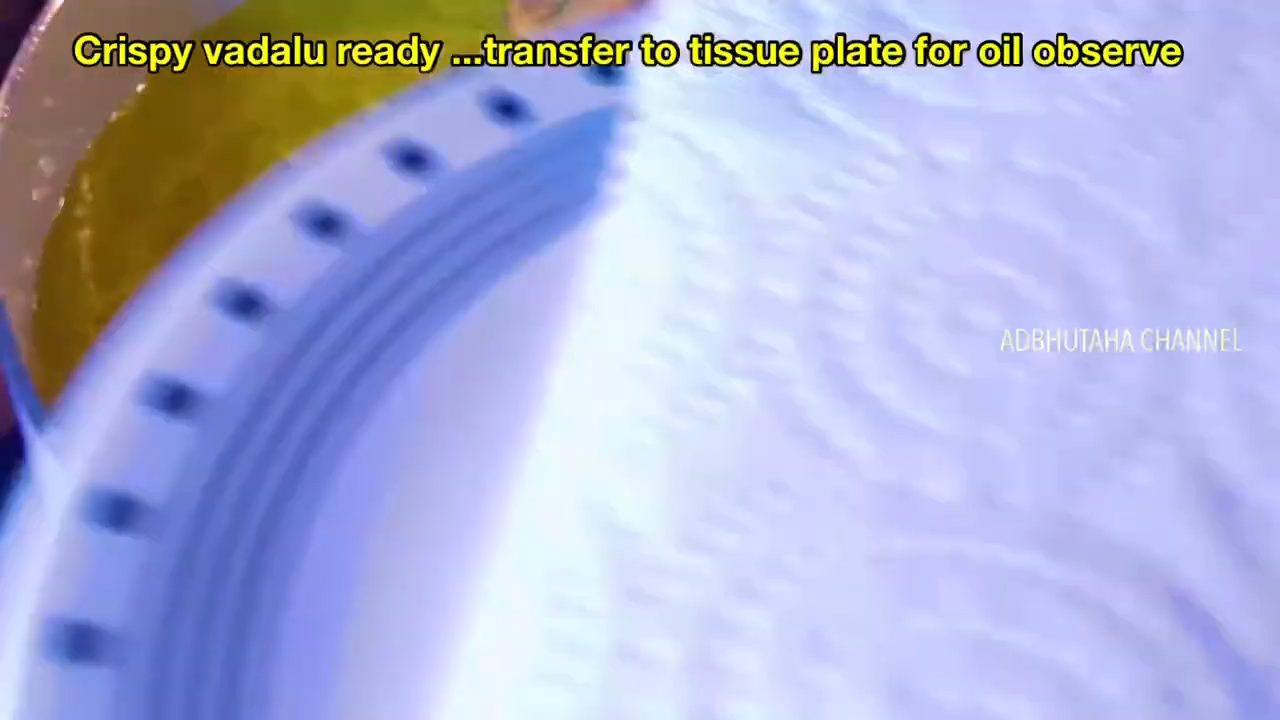 Crispy vadalu ready ...transfer to tissue plate for oil observe
ADBHUTAHA CHANNEL